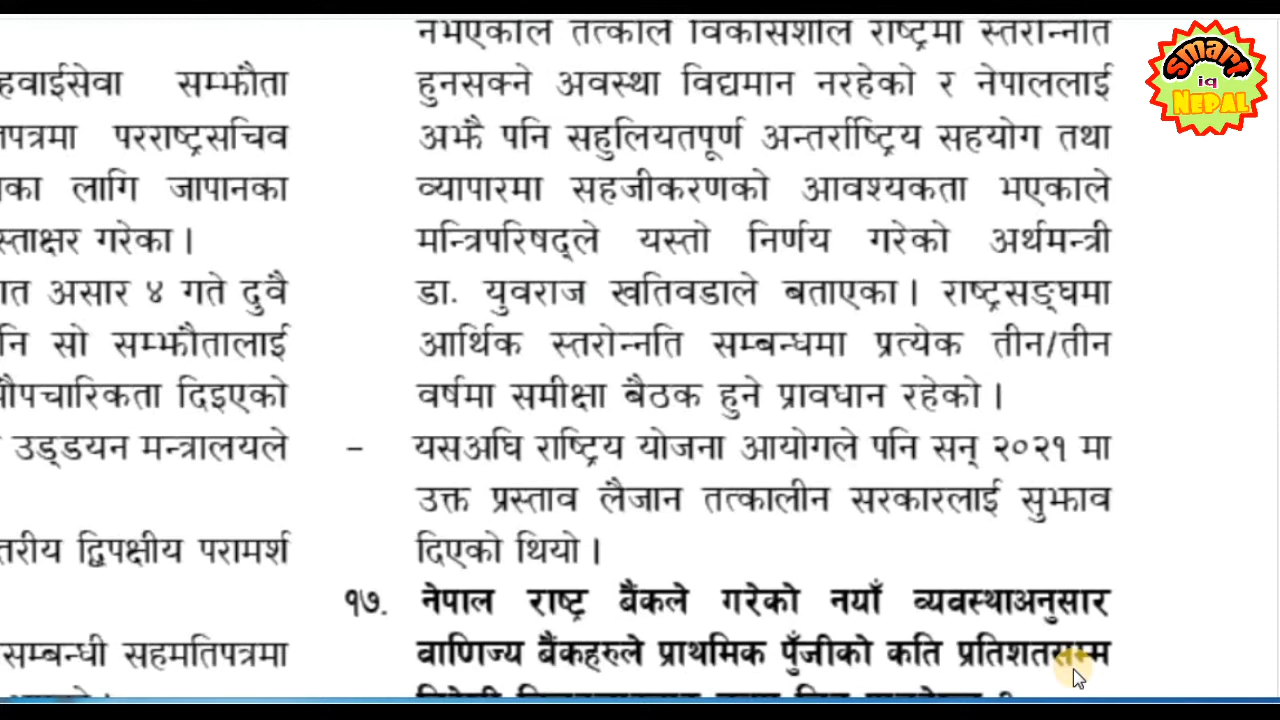 हवाईसेवा सम्झौता
पत्रमा परराष्ट्रसचिव
का लागि जापानका
स्ताक्षर गरेका ।
असार ४ गते दुवै
नि सो सम्झौतालाई
औपचारिकता दिइएको
उड्डयन मन्त्रालयले
तरीय द्विपक्षीय परामर्श
सम्बन्धी सहमतिपत्रमा
नभएकाले तत्काल विकासशील राष्ट्रमा स्तरोन्नति
हुनसक्ने अवस्था विद्यमान नरहेको र नेपाललाई
अझै पनि सहुलियतपूर्ण अन्तर्राष्ट्रिय सहयोग तथा
व्यापारमा सहजीकरणको आवश्यकता भएकाले
मन्त्रिपरिषद्ले यस्तो निर्णय गरेको अर्थमन्त्री
डा. युवराज खतिवडाले बताएका । राष्ट्रसङ्घमा
आर्थिक स्तरोन्नति सम्बन्धमा प्रत्येक तीन/तीन
वर्षमा समीक्षा बैठक हुने प्रावधान रहेको ।
- यसअघि राष्ट्रिय योजना आयोगले पनि सन् २०२१ मा
उक्त प्रस्ताव लैजान तत्कालीन सरकारलाई सुझाव
दिएको थियो ।
१७. नेपाल राष्ट्र बैंकले गरेको नयाँ व्यवस्थाअनुसार
वाणिज्य बैंकहरुले प्राथमिक पुँजीको कति प्रतिशतसम्म
Smart
iq
NEPAL